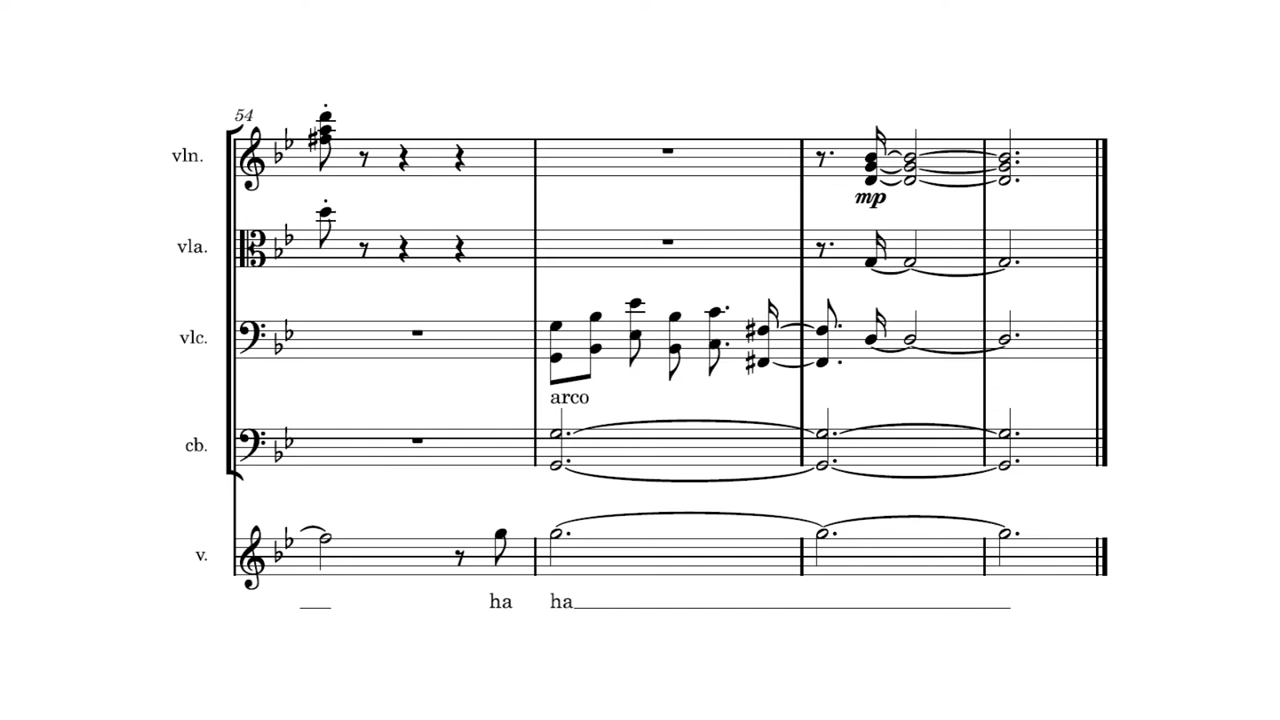 54
vln.
mp
vla.
vlc.
arco
cb.
v.
ha ha